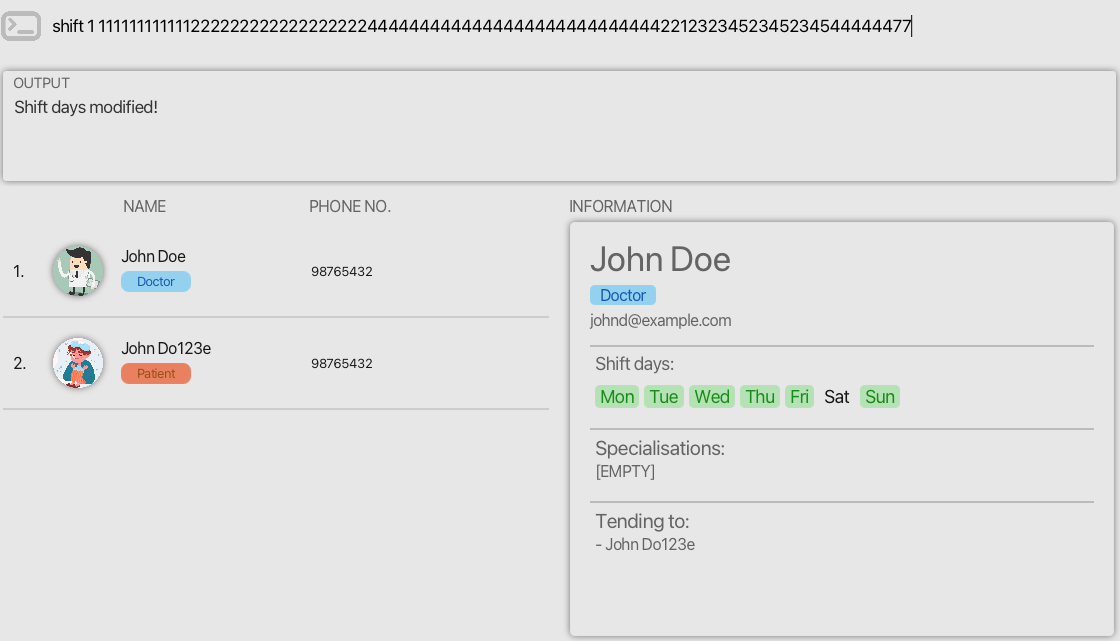 shift 1 111111111111122222222222222222244444444444444444444444444442212323452345234544444477
OUTPUT
Shift days modified!
NAME
PHONE NO.
1.
John Doe
Doctor
98765432
2.
John Do123e
Patient
98765432
INFORMATION
John Doe
Doctor
johnd@example.com
Shift days:
Mon Tue Wed Thu Fri Sat Sun
Specialisations:
[EMPTY]
Tending to:
- John Do123e